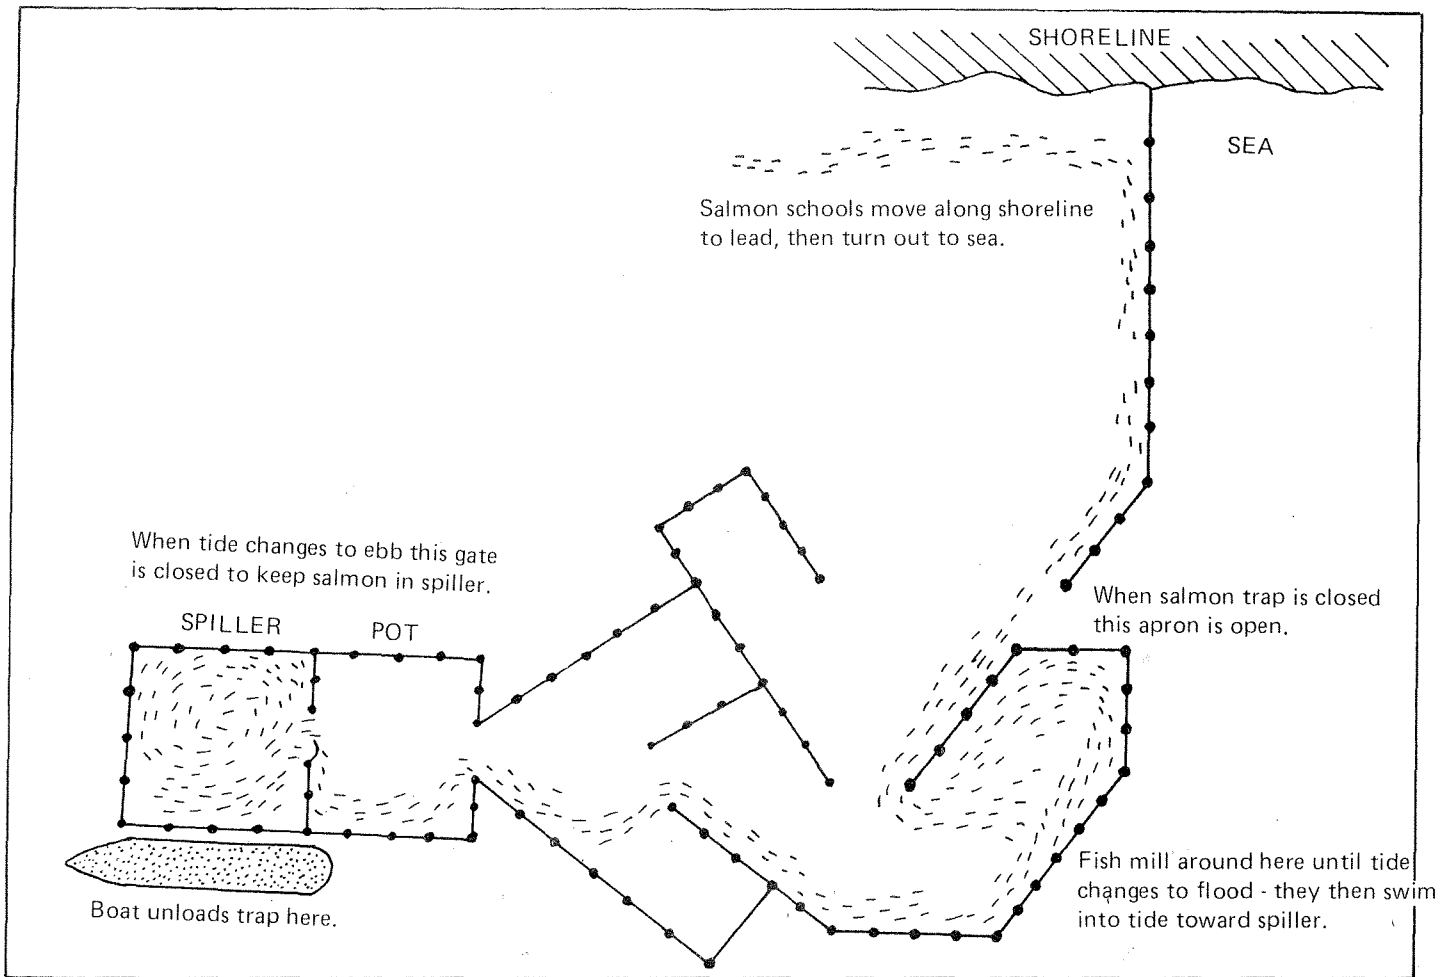 SHORELINE
SEA
Salmon schools move along shoreline
to lead, then turn out to sea.
When tide changes to ebb this gate
is closed to keep salmon in spiller.
SPILLER
POT
When salmon trap is closed
this apron is open.
Fish mill around here until tide
changes to flood - they then swim
into tide toward spiller.
Boat unloads trap here.